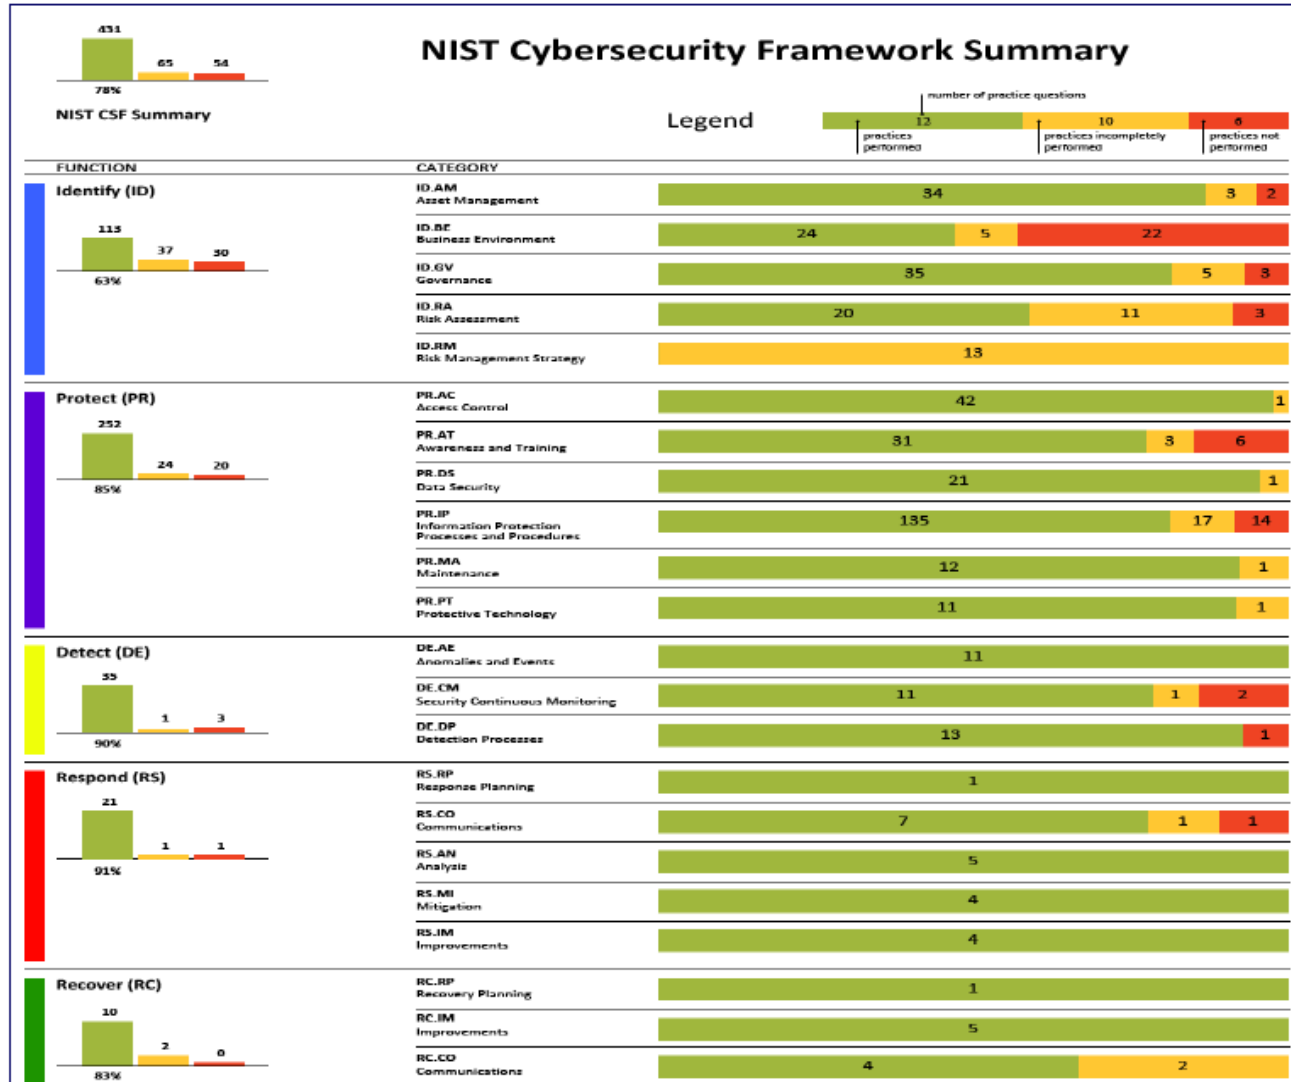 431
65
54
78%
NIST CSF Summary
NIST Cybersecurity Framework Summary
Legend
number of practice questions
12
10
6
practices performed
practices incompletely performed
practices not performed
FUNCTION
CATEGORY
Identify (ID)
113
37
30
63%
ID.AM
Asset Management
34
3
2
ID.BE
Business Environment
24
5
22
ID.GV
Governance
35
5
3
ID.RA
Risk Assessment
20
11
3
ID.RM
Risk Management Strategy
13
Protect (PR)
252
24
20
85%
PR.AC
Access Control
42
1
PR.AT
Awareness and Training
31
3
6
PR.DS
Data Security
21
1
PR.IP
Information Protection
Processes and Procedures
135
17
14
PR.MA
Maintenance
12
1
PR.PT
Protective Technology
11
1
Detect (DE)
35
1
3
90%
DE.AE
Anomalies and Events
11
DE.CM
Security Continuous Monitoring
11
1
2
DE.DP
Detection Processes
13
1
Respond (RS)
21
1
1
91%
RS.RP
Response Planning
1
RS.CO
Communications
7
1
1
RS.AN
Analysis
5
RS.MI
Mitigation
4
RS.IM
Improvements
4
Recover (RC)
10
2
0
83%
RC.RP
Recovery Planning
1
RC.IM
Improvements
5
RC.CO
Communications
4
2